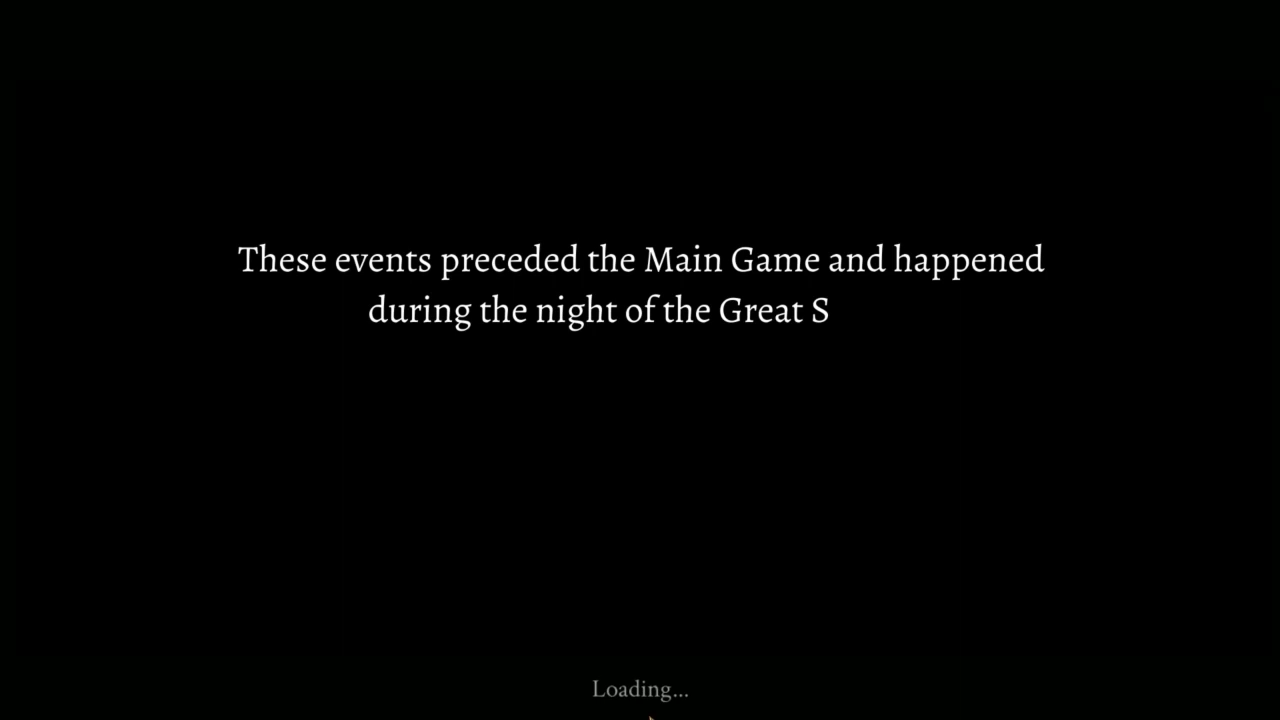 These events preceded the Main Game and happened
during the night of the Great S
Loading...